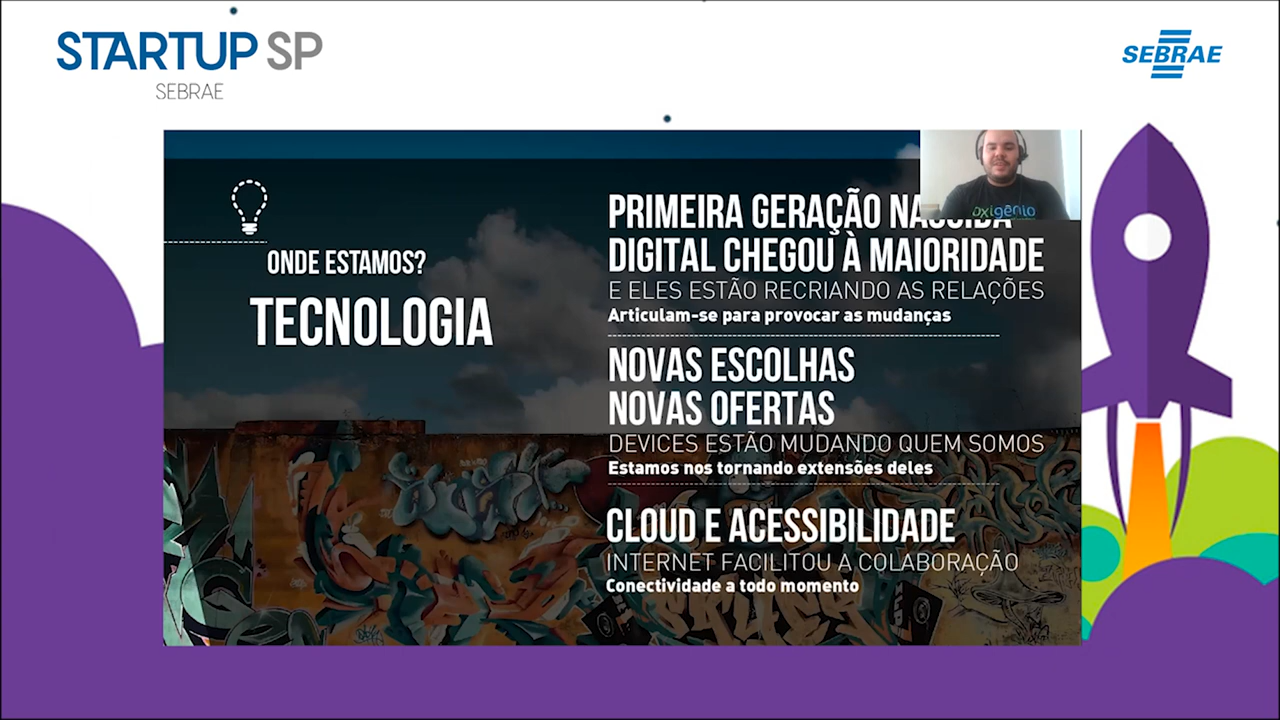 STARTUP SP
SEBRAE
SEBRAE
oxigênio
ONDE ESTAMOS?
TECNOLOGIA
PRIMEIRA GERAÇÃO NASCIDA
DIGITAL CHEGOU À MAIORIDADE
E ELES ESTÃO RECRIANDO AS RELAÇÕES
Articulam-se para provocar as mudanças
NOVAS ESCOLHAS
NOVAS OFERTAS
DEVICES ESTÃO MUDANDO QUEM SOMOS
Estamos nos tornando extensões deles
CLOUD E ACESSIBILIDADE
INTERNET FACILITOU A COLABORAÇÃO
Conectividade a todo momento